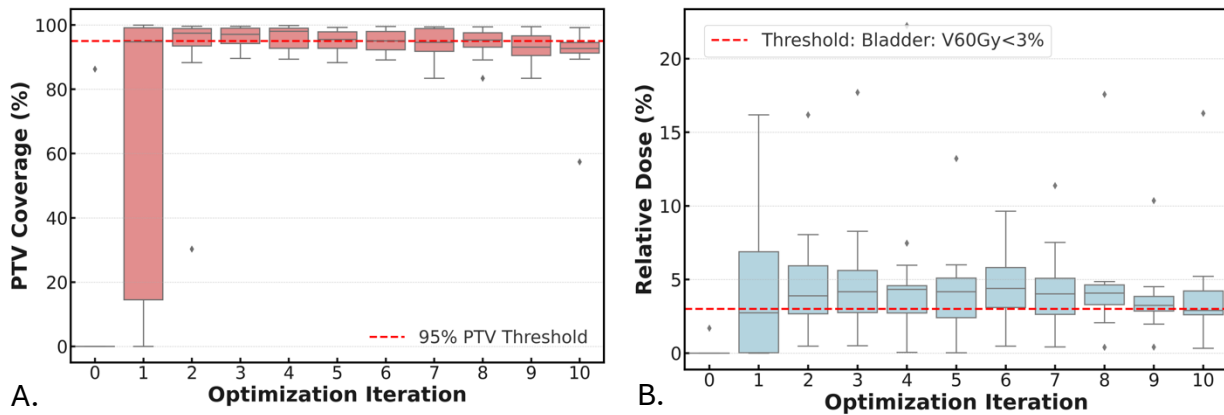 100
80
60
40
20
0
PTV Coverage (%)
95% PTV Threshold
0 1 2 3 4 5 6 7 8 9 10
Optimization Iteration
A.
Threshold: Bladder: V60Gy<3%
20
15
10
5
0
Relative Dose (%)
0 1 2 3 4 5 6 7 8 9 10
Optimization Iteration
B.